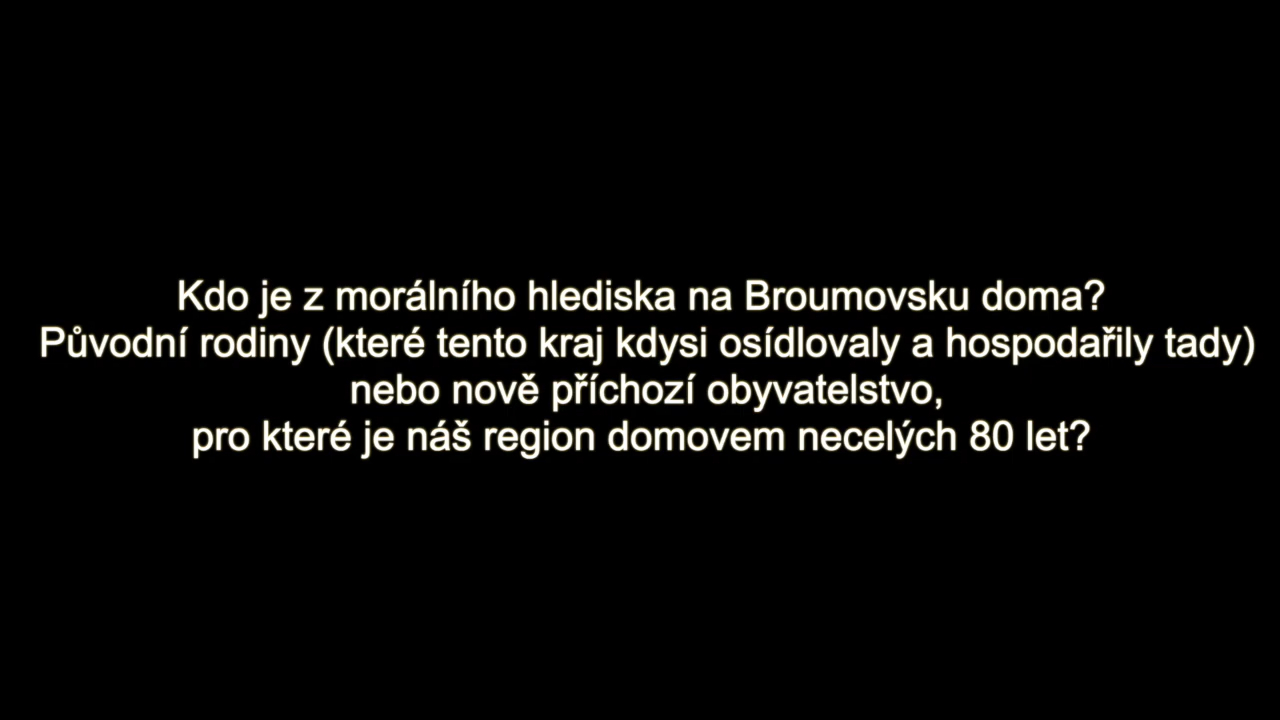 Kdo je z morálního hlediska na Broumovsku doma?
Původní rodiny (které tento kraj kdysi osídlovaly a hospodařily tady)
nebo nově příchozí obyvatelstvo,
pro které je náš region domovem necelých 80 let?